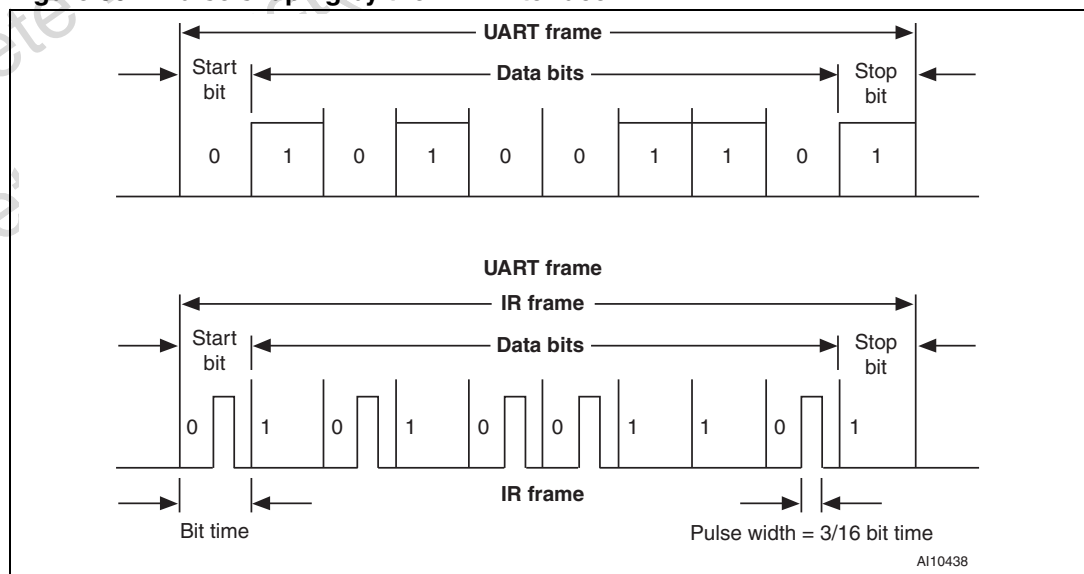 UART frame
Start bit
Data bits
Stop bit
0 1 0 1 0 0 1 1 0 1
UART frame
IR frame
Start bit
Data bits
Stop bit
0 1 0 1 0 0 1 1 0 1
IR frame
Bit time
Pulse width = 3/16 bit time
AI10438